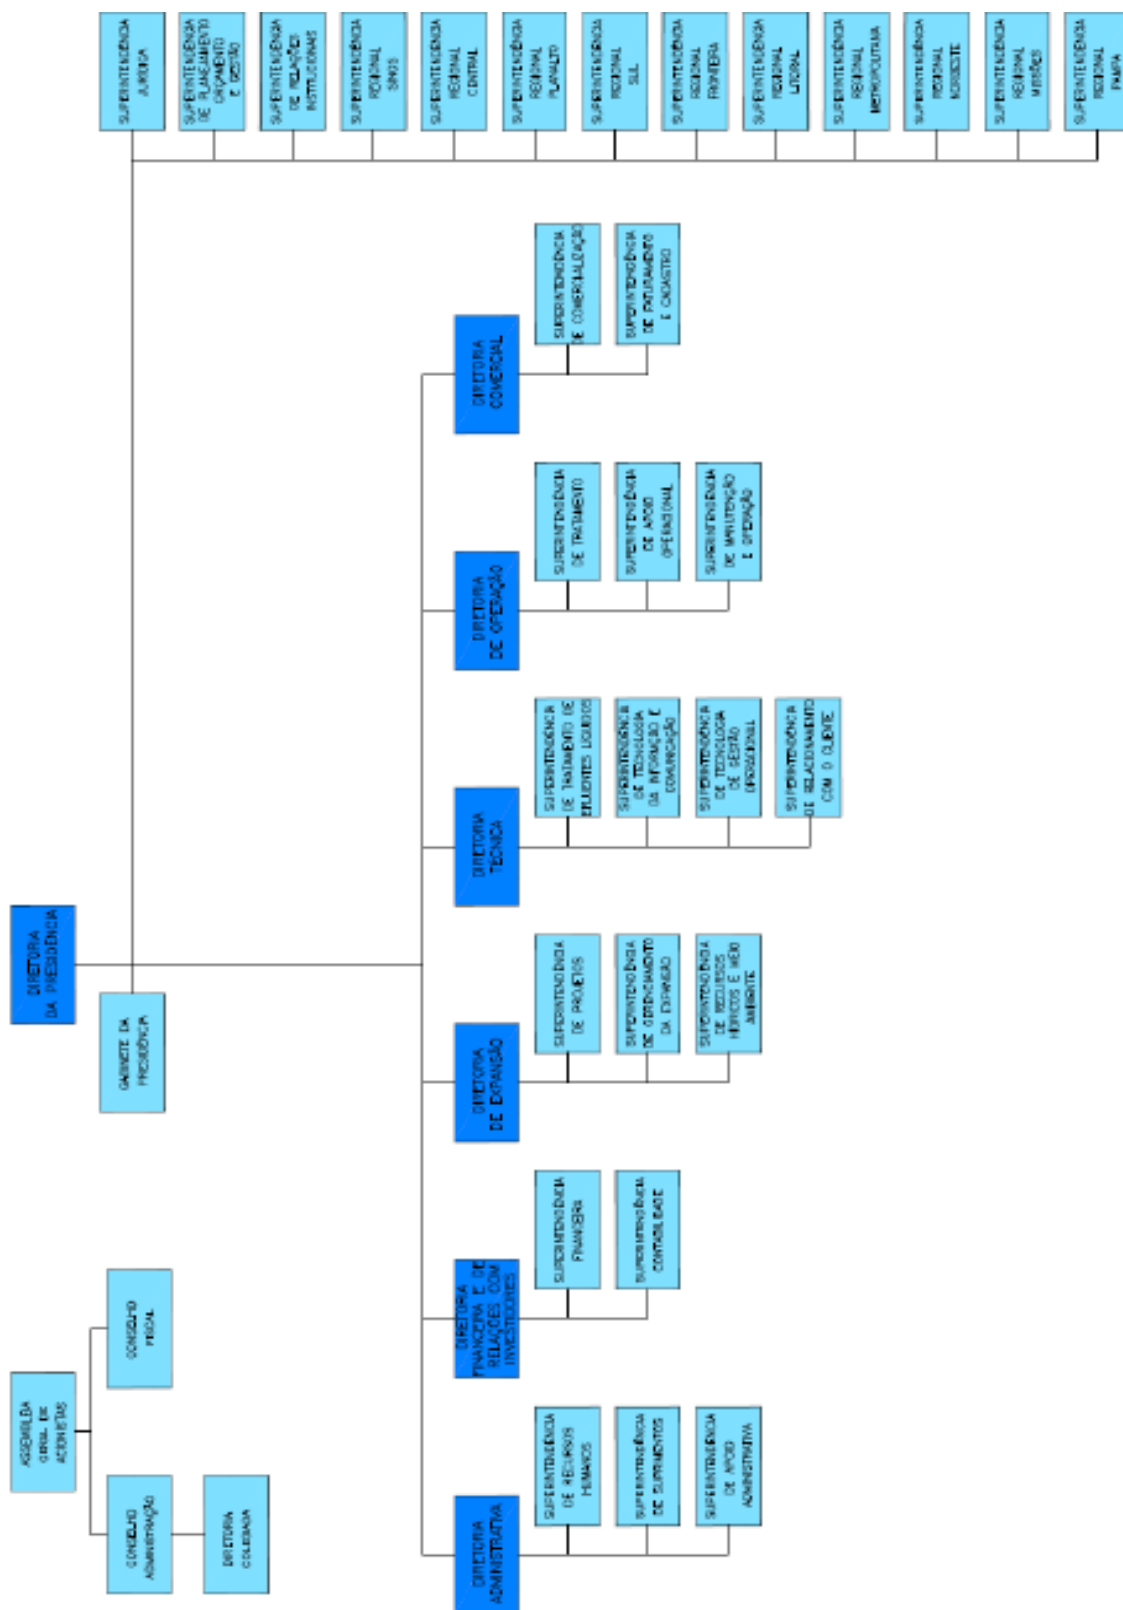 ASSEMBLÉIA
GERAL DE
ACIONISTAS
CONSELHO
ADMINISTRAÇÃO
CONSELHO
FISCAL
DIRETORIA
COLEGIADA
DIRETORIA
DA PRESIDÊNCIA
GABINETE DA
PRESIDÊNCIA
SUPERINTENDÊNCIA
JURÍDICA
SUPERINTENDÊNCIA
DE PLANEJAMENTO
ORÇAMENTO
E GESTÃO
SUPERINTENDÊNCIA
DE RELAÇÕES
INSTITUCIONAIS
SUPERINTENDÊNCIA
REGIONAL
SINOS
SUPERINTENDÊNCIA
REGIONAL
CENTRAL
SUPERINTENDÊNCIA
REGIONAL
PLANALTO
SUPERINTENDÊNCIA
REGIONAL
SUL
SUPERINTENDÊNCIA
REGIONAL
FRONTEIRA
SUPERINTENDÊNCIA
REGIONAL
LITORAL
SUPERINTENDÊNCIA
REGIONAL
METROPOLITANA
SUPERINTENDÊNCIA
REGIONAL
NORDESTE
SUPERINTENDÊNCIA
REGIONAL
MISSÕES
SUPERINTENDÊNCIA
REGIONAL
PAMPA
DIRETORIA
ADMINISTRATIVA
SUPERINTENDÊNCIA
DE RECURSOS
HUMANOS
SUPERINTENDÊNCIA
DE SUPRIMENTOS
SUPERINTENDÊNCIA
DE APOIO
ADMINISTRATIVA
DIRETORIA
FINANCEIRA E DE
RELAÇÕES COM
INVESTIDORES
SUPERINTENDÊNCIA
FINANCEIRA
SUPERINTENDÊNCIA
CONTABILIDADE
DIRETORIA
DE EXPANSÃO
SUPERINTENDÊNCIA
DE PROJETOS
SUPERINTENDÊNCIA
DE GERENCIAMENTO
DA EXPANSÃO
SUPERINTENDÊNCIA
DE RECURSOS
HÍDRICOS E MEIO
AMBIENTE
DIRETORIA
TÉCNICA
SUPERINTENDÊNCIA
DE TRATAMENTO DE
EFLUENTES LÍQUIDOS
SUPERINTENDÊNCIA
DE TECNOLOGIA
DA INFORMAÇÃO E
COMUNICAÇÃO
SUPERINTENDÊNCIA
DE TECNOLOGIA
DE GESTÃO
OPERACIONAL
SUPERINTENDÊNCIA
DE RELACIONAMENTO
COM O CLIENTE
DIRETORIA
DE OPERAÇÃO
SUPERINTENDÊNCIA
DE TRATAMENTO
SUPERINTENDÊNCIA
DE APOIO
OPERACIONAL
SUPERINTENDÊNCIA
DE MANUTENÇÃO
E OPERAÇÃO
DIRETORIA
COMERCIAL
SUPERINTENDÊNCIA
DE COMERCIALIZAÇÃO
SUPERINTENDÊNCIA
DE FATURAMENTO
E CADASTRO